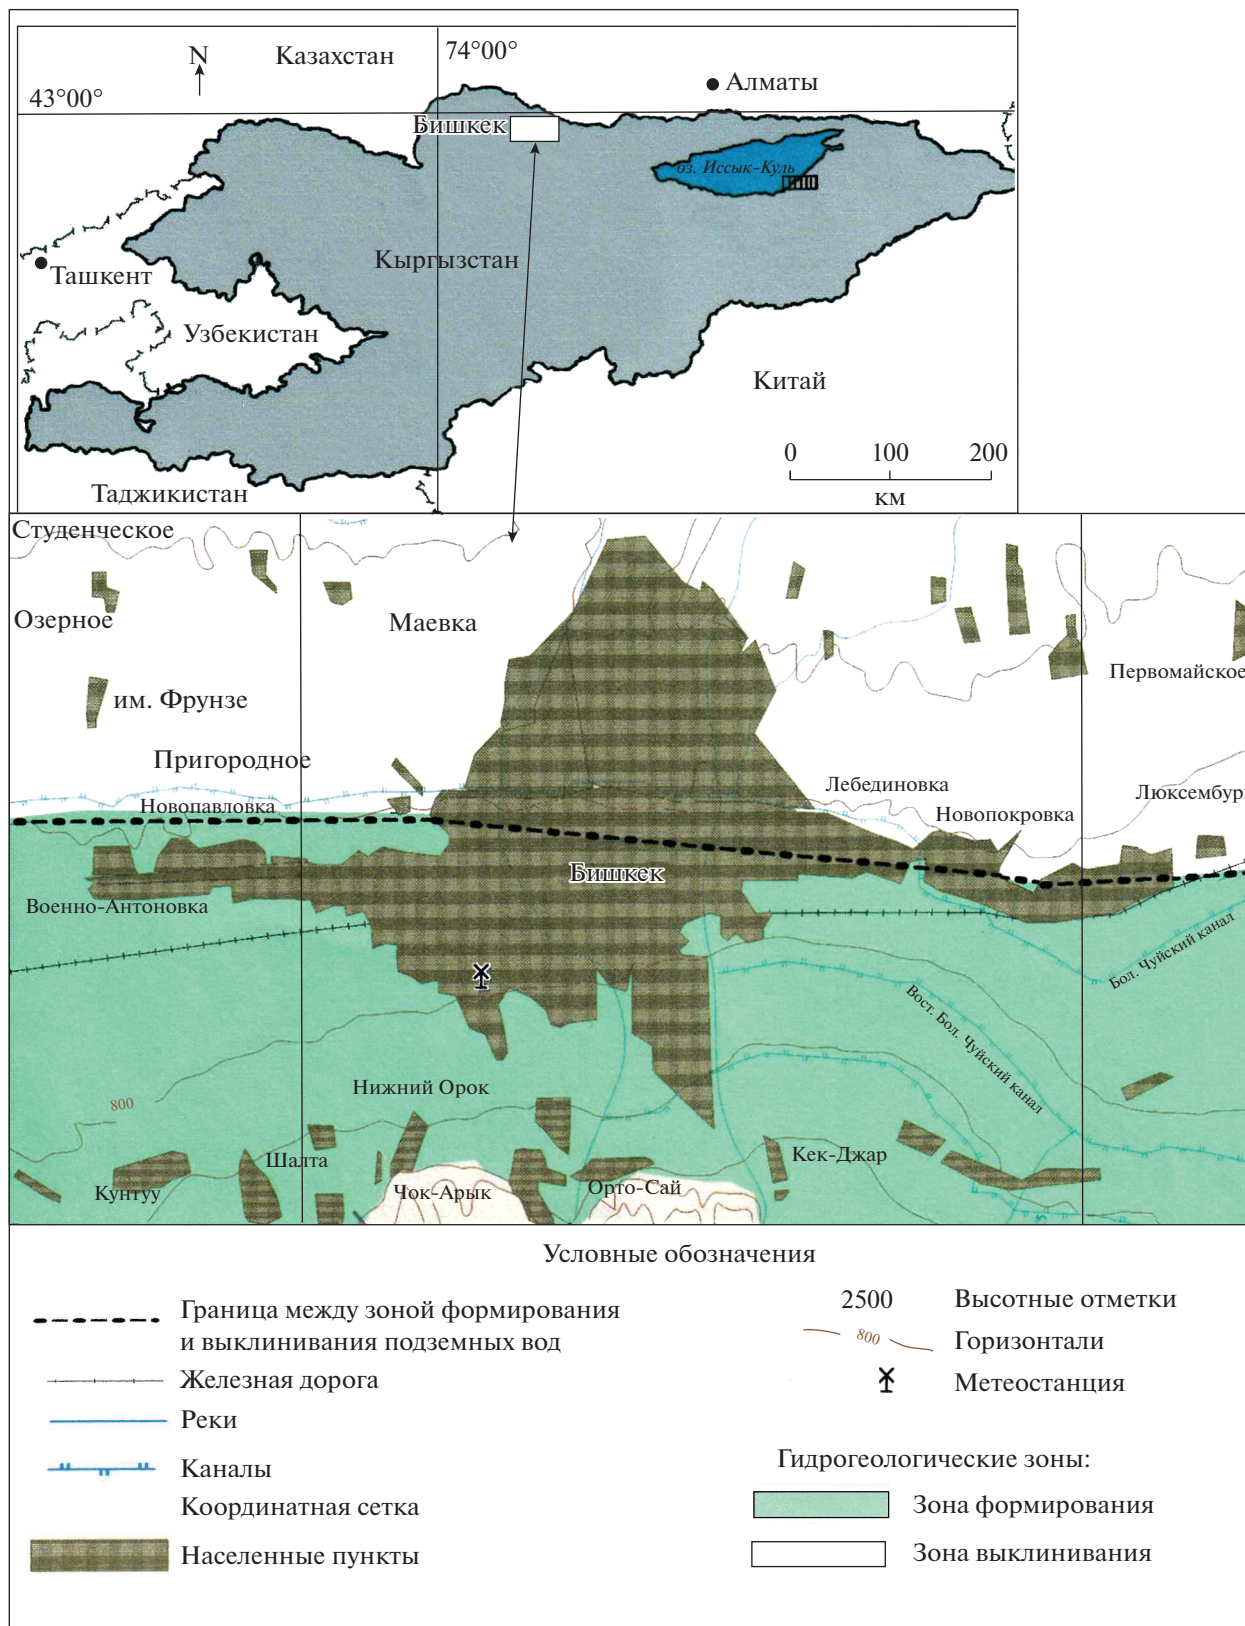 N
Казахстан
74°00°
Алматы
43°00°
Бишкек
оз. Иссык-Куль
Кыргызстан
Ташкент
Узбекистан
Китай
0 100 200
км
Таджикистан
Студенческое
Озерное
Маевка
Первомайское
им. Фрунзе
Пригородное
Лебединовка
Люксембург
Новопавловка
Новопокровка
Бишкек
Военно-Антоновка
Бол. Чуйский канал
Вост. Бол. Чуйский канал
Нижний Орок
800
Шалта
Кек-Джар
Кунтуу
Чок-Арык
Орто-Сай
Условные обозначения
Граница между зоной формирования
и выклинивания подземных вод
Железная дорога
Реки
Каналы
Координатная сетка
Населенные пункты
2500 Высотные отметки
800 Горизонтали
Метеостанция
Гидрогеологические зоны:
Зона формирования
Зона выклинивания